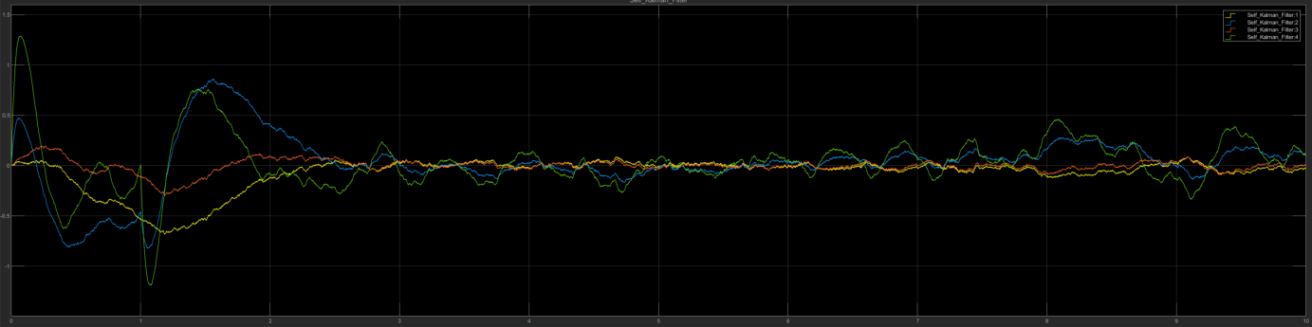 Self_Kalman_Filter
1.5
Self_Kalman_Filter:1
Self_Kalman_Filter:2
Self_Kalman_Filter:3
Self_Kalman_Filter:4
1
0.5
0
-0.5
-1
0 1 2 3 4 5 6 7 8 9 10